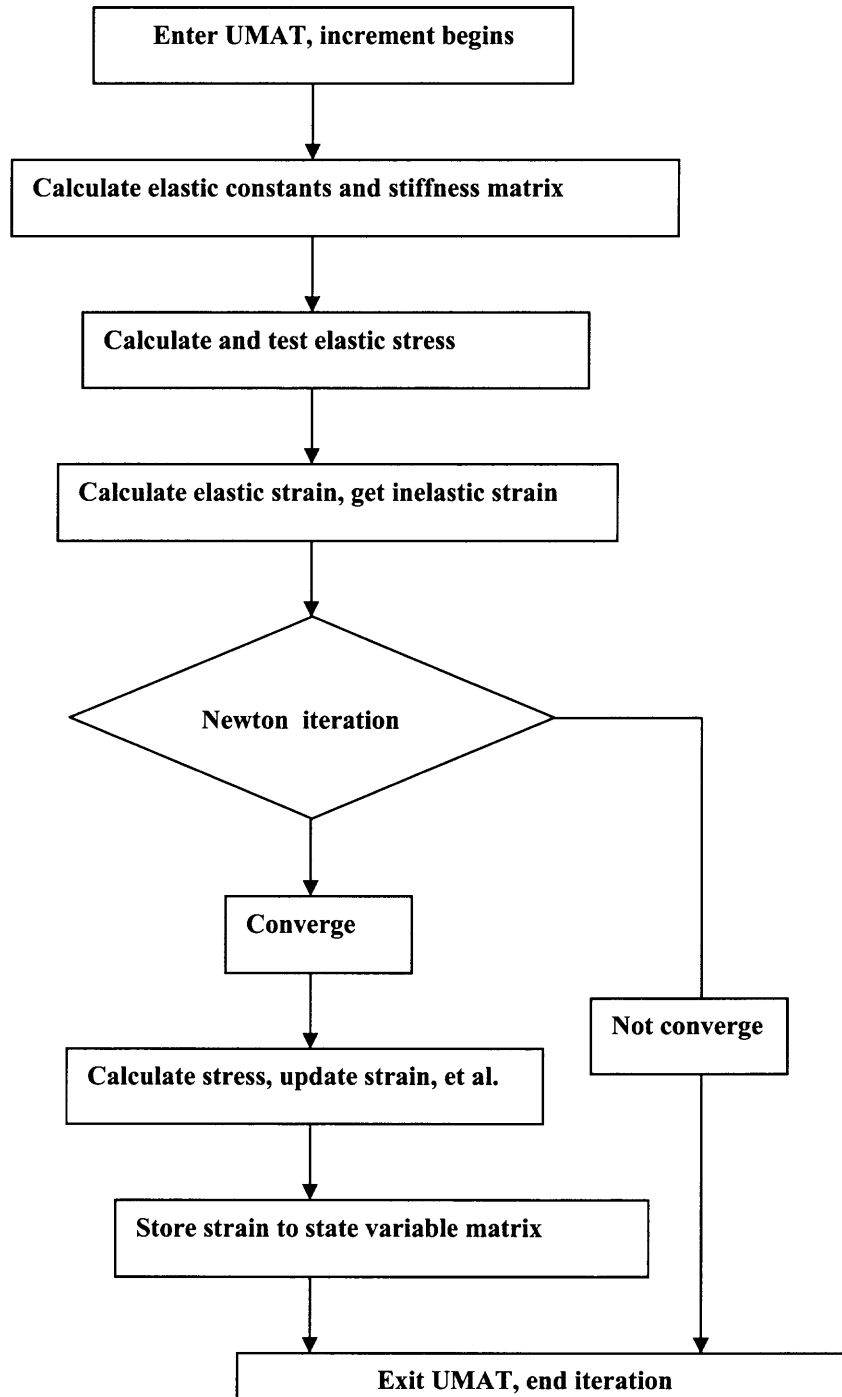 Enter UMAT, increment begins
Calculate elastic constants and stiffness matrix
Calculate and test elastic stress
Calculate elastic strain, get inelastic strain
Newton iteration
Converge
Not converge
Calculate stress, update strain, et al.
Store strain to state variable matrix
Exit UMAT, end iteration